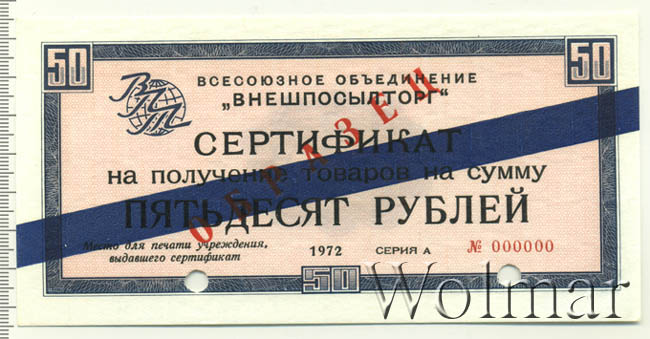 50
50
ВПТ
ВСЕСОЮЗНОЕ ОБЪЕДИНЕНИЕ
„ВНЕШПОСЫЛТОРГ“
СЕРТИФИКАТ
на получение товаров на сумму
ПЯТЬДЕСЯТ РУБЛЕЙ
ОБРАЗЕЦ
Место для печати учреждения,
выдавшего сертификат
1972 СЕРИЯ А № 000000
50
Wolmar